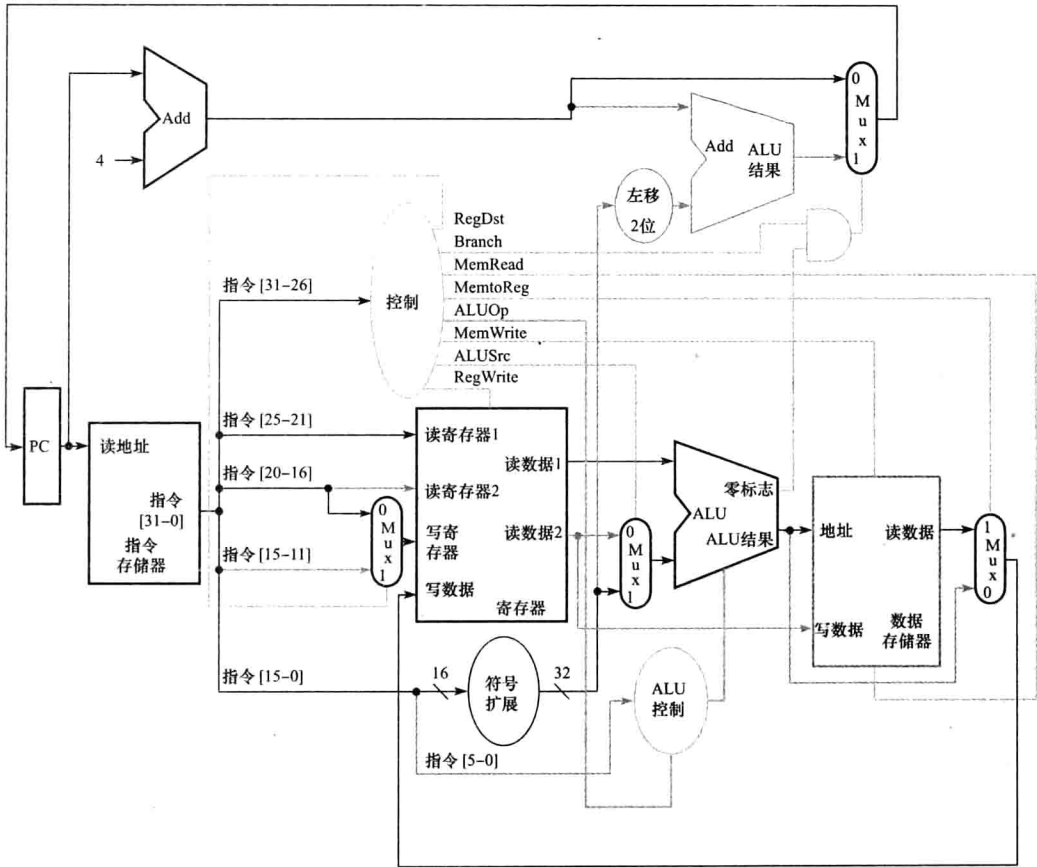 Add
4
0
M
u
x
1
Add
ALU
结果
左移
2位
RegDst
Branch
MemRead
MemtoReg
ALUOp
MemWrite
ALUSrc
RegWrite
控制
指令 [31-26]
PC
读地址
指令
[31-0]
指令
存储器
指令 [25-21]
指令 [20-16]
指令 [15-11]
0
M
u
x
1
读寄存器1
读数据1
读寄存器2
写寄
存器
读数据2
写数据
寄存器
0
M
u
x
1
零标志
ALU
ALU结果
地址
读数据
写数据
数据
存储器
1
M
u
x
0
指令 [15-0]
16
符号
扩展
32
ALU
控制
指令 [5-0]